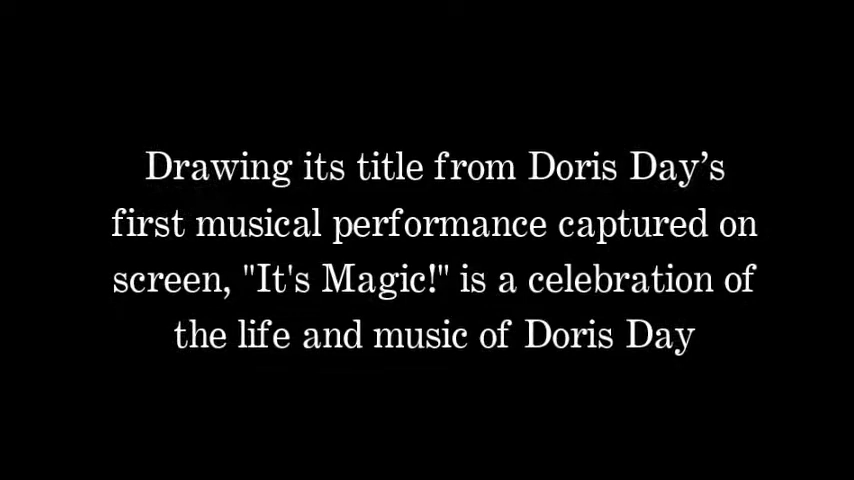 Drawing its title from Doris Day’s
first musical performance captured on
screen, "It's Magic!" is a celebration of
the life and music of Doris Day